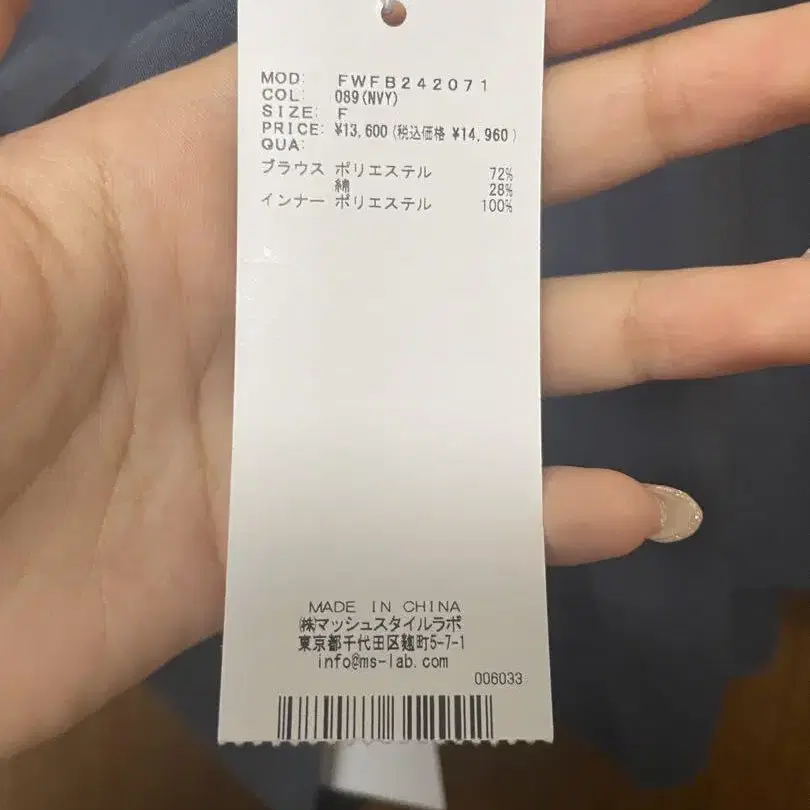 MOD: FWFB242071
COL: 089(NVY)
SIZE: F
PRICE: ¥13,600(税込価格 ¥14,960)
QUA:
ブラウス ポリエステル 72%
綿 28%
インナー ポリエステル 100%
MADE IN CHINA
㈱マッシュスタイルラボ
東京都千代田区麹町5-7-1
info@ms-lab.com
006033